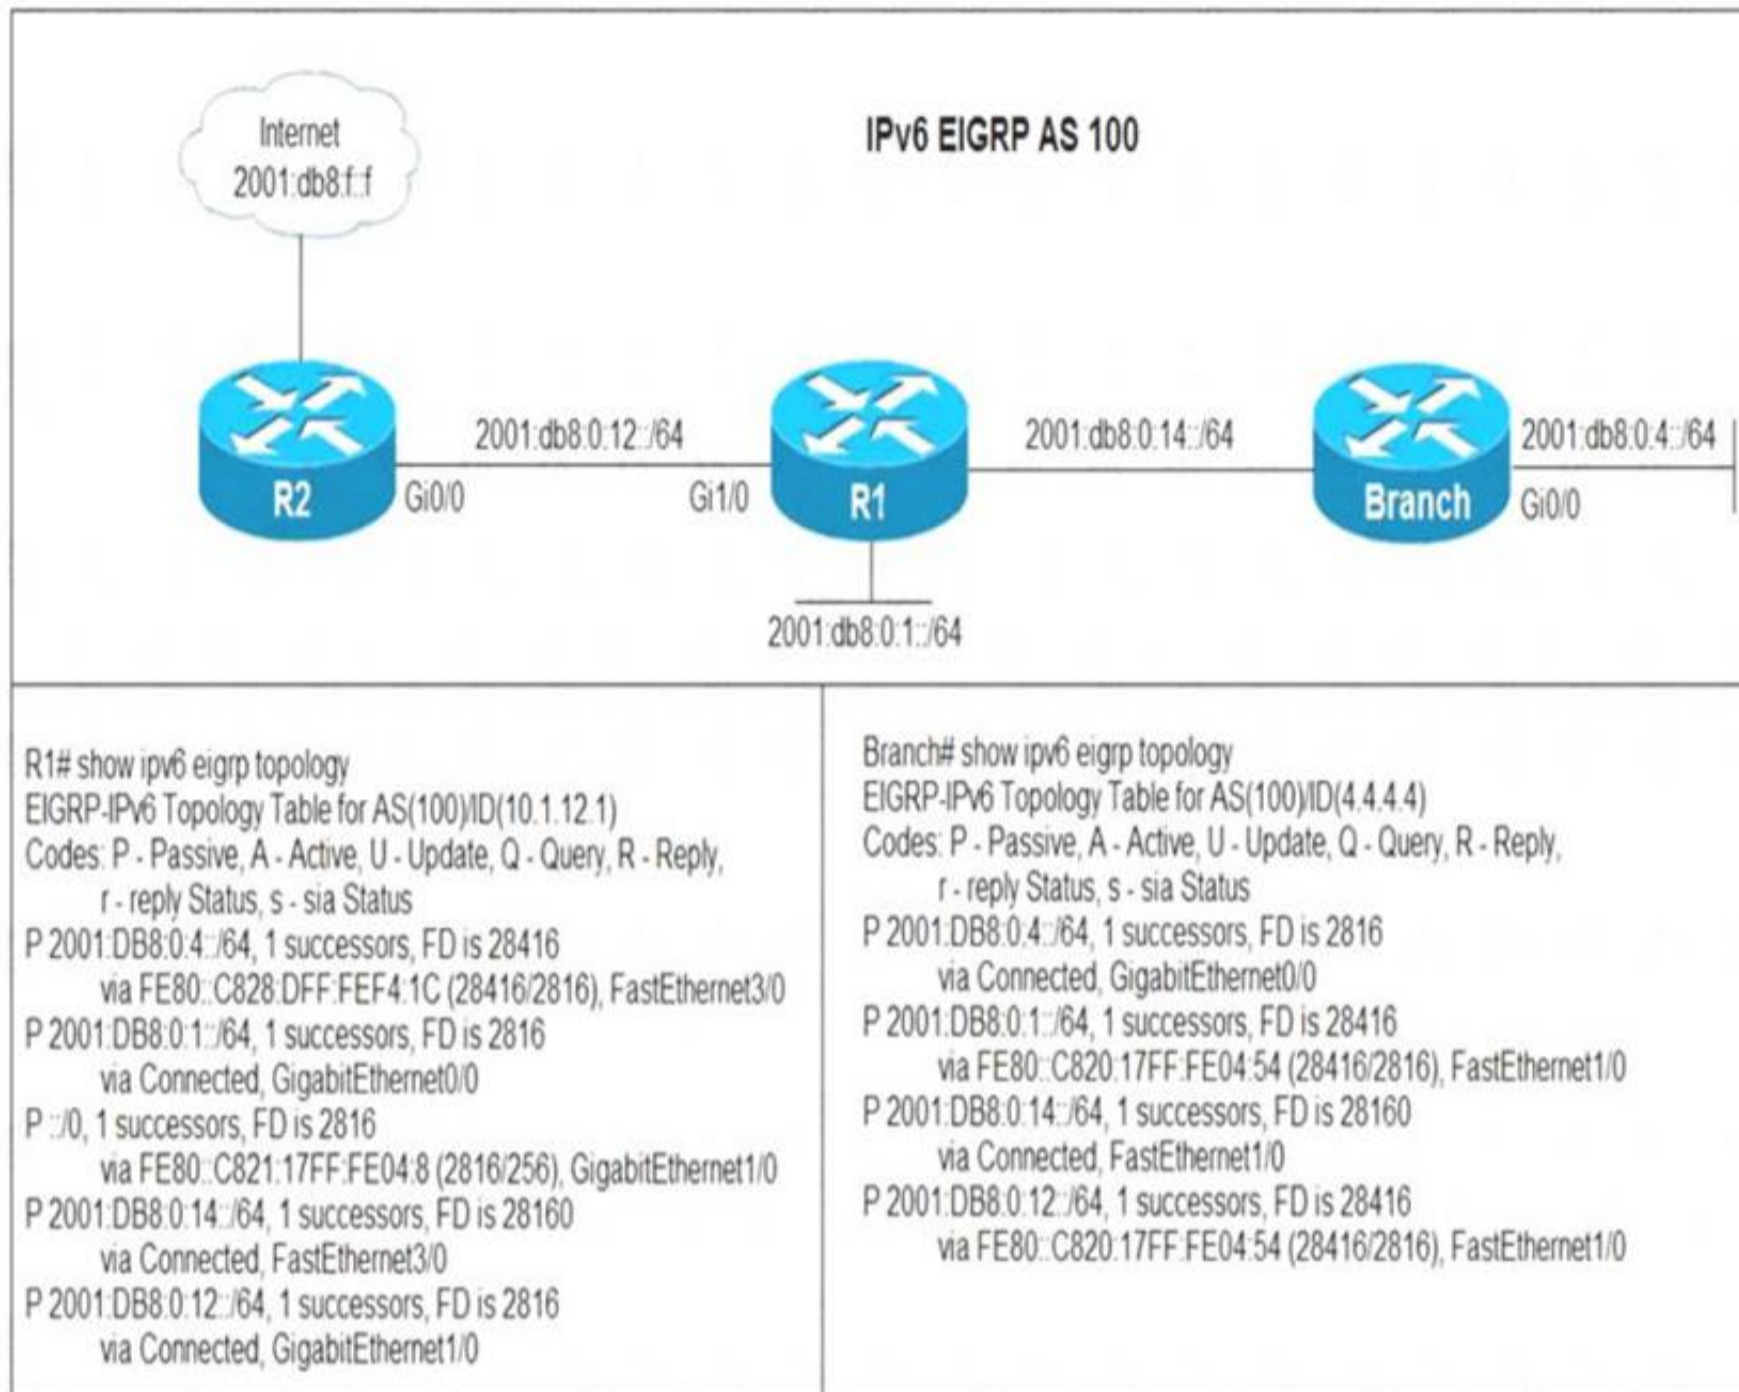 Internet
2001:db8:f::f
IPv6 EIGRP AS 100
2001:db8:0:12::/64
2001:db8:0:14::/64
2001:db8:0:4::/64
R2
Gi0/0
Gi1/0
R1
Branch
Gi0/0
2001:db8:0:1::/64
R1# show ipv6 eigrp topology
EIGRP-IPv6 Topology Table for AS(100)/ID(10.1.12.1)
Codes: P - Passive, A - Active, U - Update, Q - Query, R - Reply,
r - reply Status, s - sia Status
P 2001:DB8:0:4::/64, 1 successors, FD is 28416
via FE80::C828:DFF:FEF4:1C (28416/2816), FastEthernet3/0
P 2001:DB8:0:1::/64, 1 successors, FD is 2816
via Connected, GigabitEthernet0/0
P ::/0, 1 successors, FD is 2816
via FE80::C821:17FF:FE04:8 (2816/256), GigabitEthernet1/0
P 2001:DB8:0:14::/64, 1 successors, FD is 28160
via Connected, FastEthernet3/0
P 2001:DB8:0:12::/64, 1 successors, FD is 2816
via Connected, GigabitEthernet1/0
Branch# show ipv6 eigrp topology
EIGRP-IPv6 Topology Table for AS(100)/ID(4.4.4.4)
Codes: P - Passive, A - Active, U - Update, Q - Query, R - Reply,
r - reply Status, s - sia Status
P 2001:DB8:0:4::/64, 1 successors, FD is 2816
via Connected, GigabitEthernet0/0
P 2001:DB8:0:1::/64, 1 successors, FD is 28416
via FE80::C820:17FF:FE04:54 (28416/2816), FastEthernet1/0
P 2001:DB8:0:14::/64, 1 successors, FD is 28160
via Connected, FastEthernet1/0
P 2001:DB8:0:12::/64, 1 successors, FD is 28416
via FE80::C820:17FF:FE04:54 (28416/2816), FastEthernet1/0